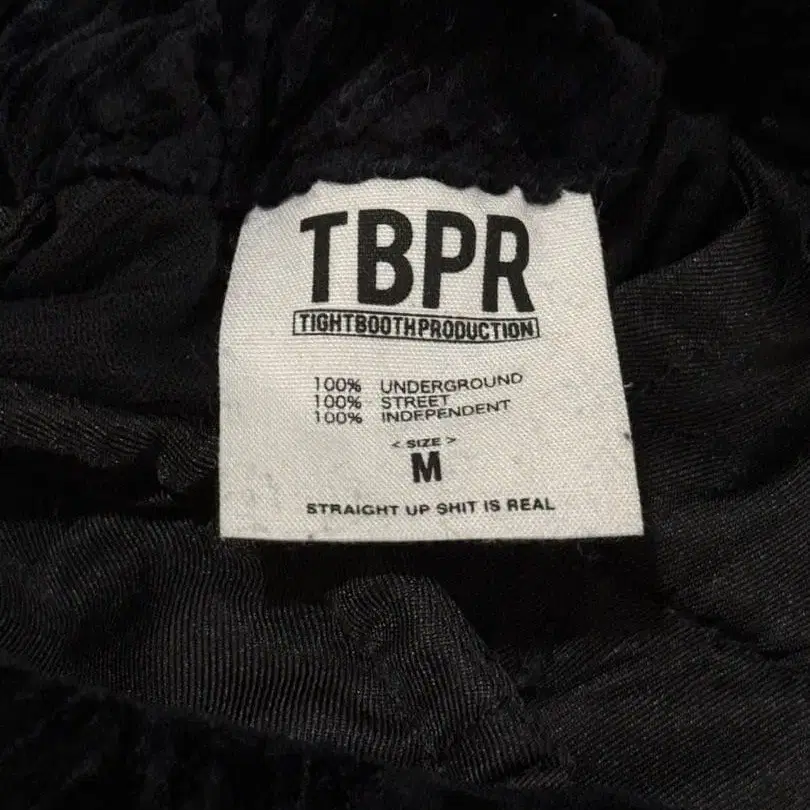 TBPR
TIGHTBOOTHPRODUCTION
100% UNDERGROUND
100% STREET
100% INDEPENDENT
< SIZE >
M
STRAIGHT UP SHIT IS REAL